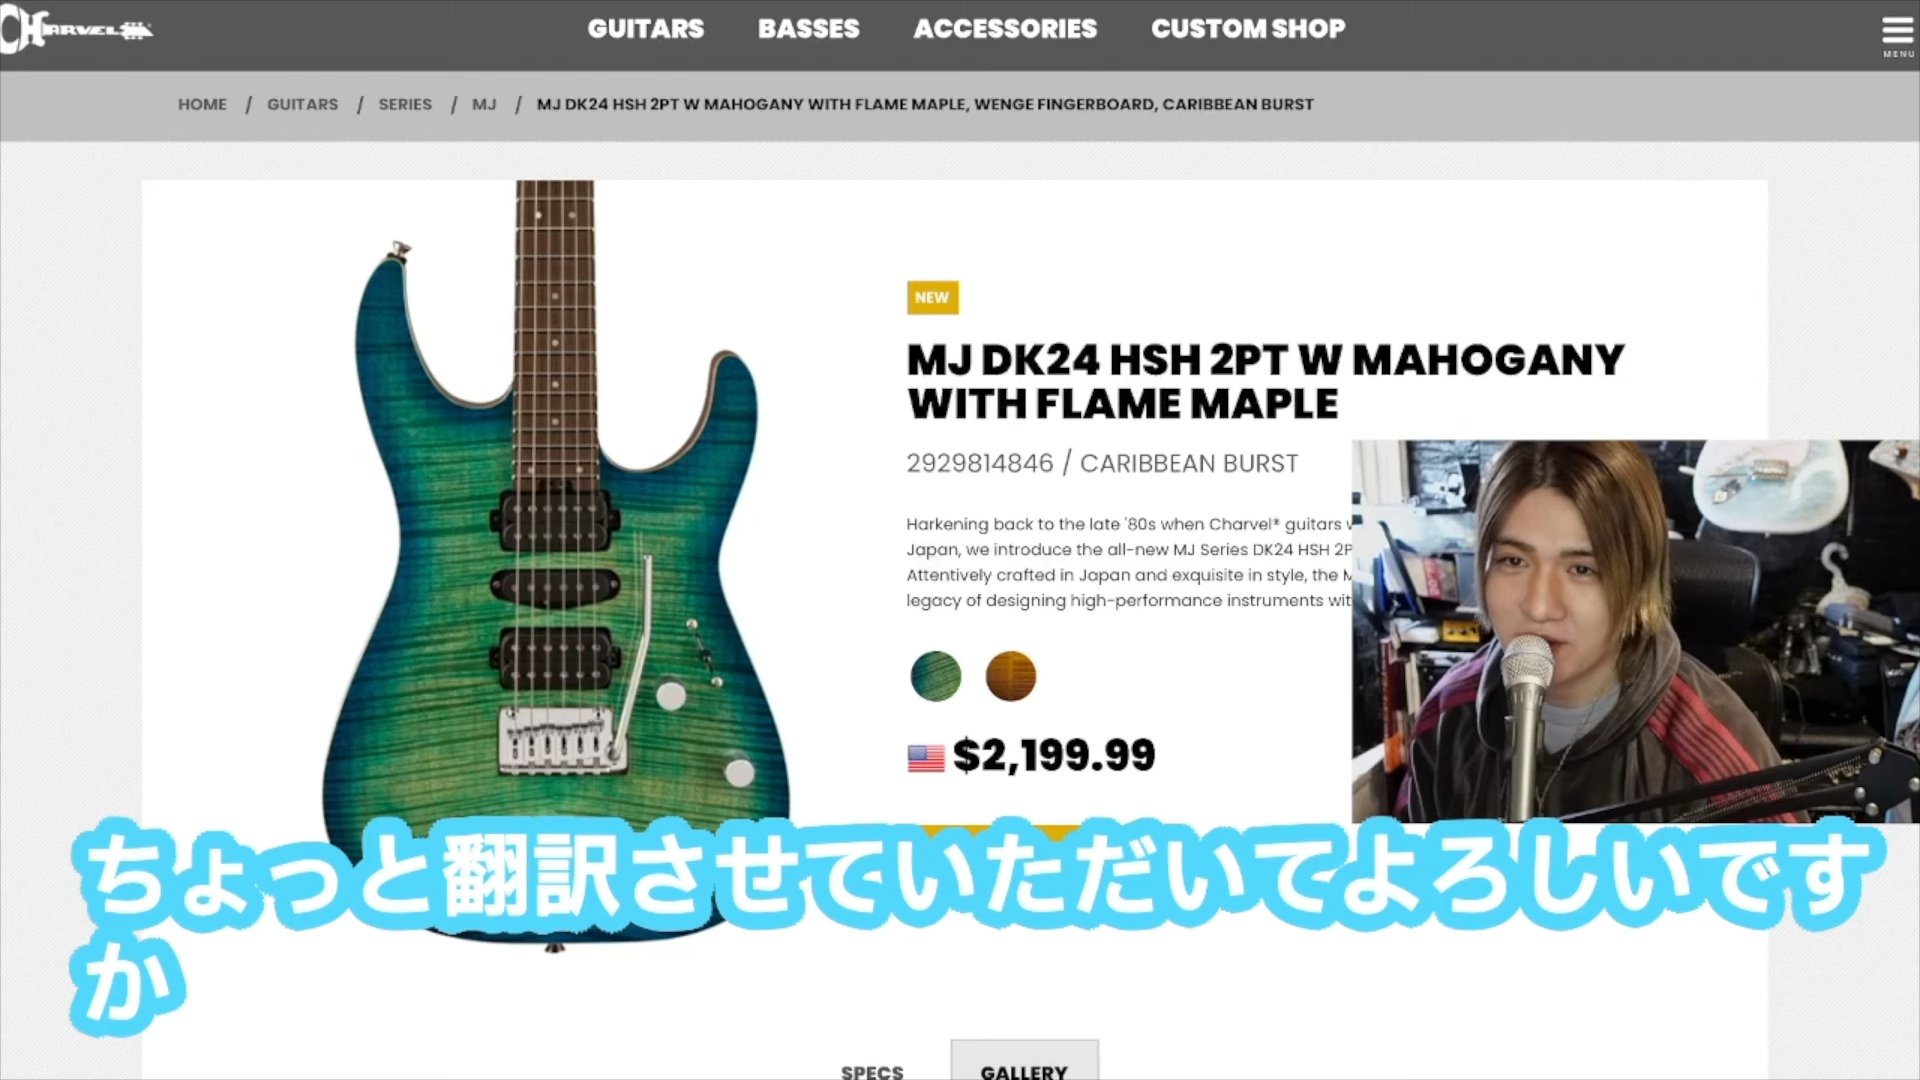 CHARVEL
GUITARS
BASSES
ACCESSORIES
CUSTOM SHOP
MENU
HOME / GUITARS / SERIES / MJ / MJ DK24 HSH 2PT W MAHOGANY WITH FLAME MAPLE, WENGE FINGERBOARD, CARIBBEAN BURST
NEW
MJ DK24 HSH 2PT W MAHOGANY
WITH FLAME MAPLE
2929814846 / CARIBBEAN BURST
Harkening back to the late '80s when Charvel® guitars
Japan, we introduce the all-new MJ Series DK24 HSH
Attentively crafted in Japan and exquisite in style, the
legacy of designing high-performance instruments
$2,199.99
ちょっと翻訳させていただいてよろしいです
か
SPECS
GALLERY